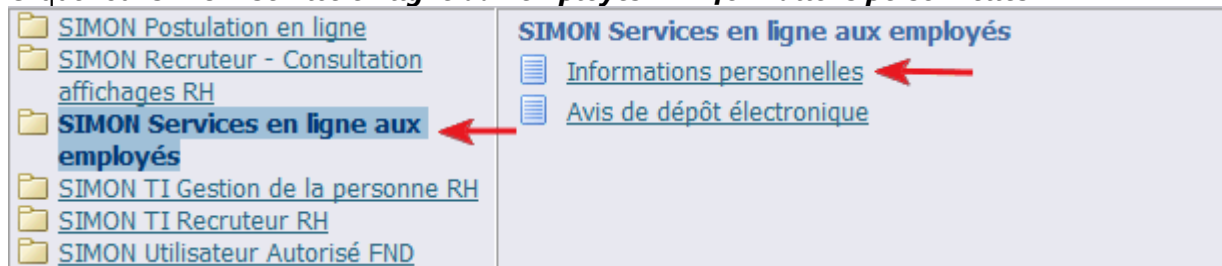 SIMON Postulation en ligne
SIMON Recruteur - Consultation
affichages RH
SIMON Services en ligne aux
employés
SIMON TI Gestion de la personne RH
SIMON TI Recruteur RH
SIMON Utilisateur Autorisé FND
SIMON Services en ligne aux employés
Informations personnelles
Avis de dépôt électronique